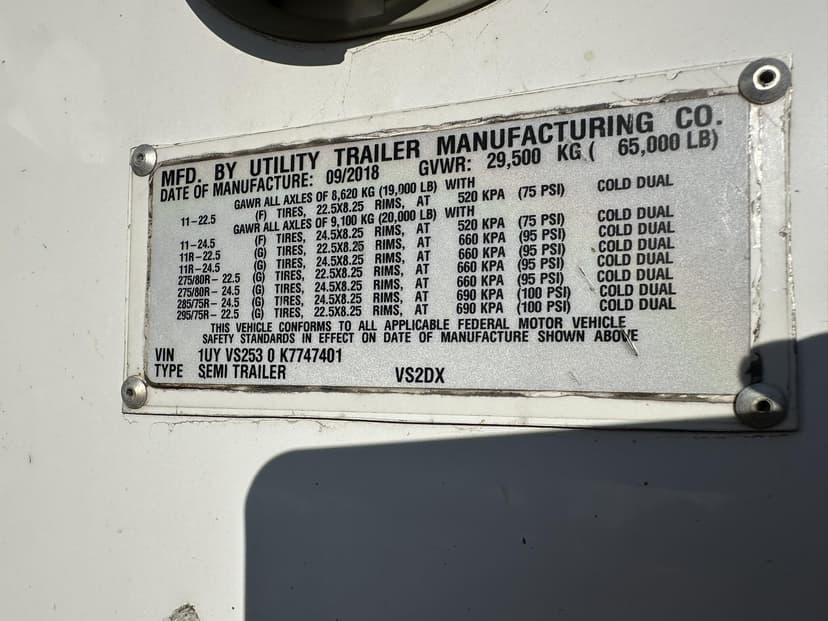 MFD. BY UTILITY TRAILER MANUFACTURING CO.
DATE OF MANUFACTURE: 09/2018 GVWR: 29,500 KG ( 65,000 LB)
GAWR ALL AXLES OF 8,620 KG (19,000 LB) WITH
11-22.5 (F) TIRES, 22.5X8.25 RIMS, AT 520 KPA (75 PSI) COLD DUAL
GAWR ALL AXLES OF 9,100 KG (20,000 LB) WITH
11-24.5 (F) TIRES, 24.5X8.25 RIMS, AT 520 KPA (75 PSI) COLD DUAL
11R-22.5 (G) TIRES, 22.5X8.25 RIMS, AT 660 KPA (95 PSI) COLD DUAL
11R-24.5 (G) TIRES, 24.5X8.25 RIMS, AT 660 KPA (95 PSI) COLD DUAL
275/80R-22.5 (G) TIRES, 22.5X8.25 RIMS, AT 660 KPA (95 PSI) COLD DUAL
275/80R-24.5 (G) TIRES, 24.5X8.25 RIMS, AT 660 KPA (95 PSI) COLD DUAL
285/75R-24.5 (G) TIRES, 24.5X8.25 RIMS, AT 690 KPA (100 PSI) COLD DUAL
295/75R-22.5 (G) TIRES, 22.5X8.25 RIMS, AT 690 KPA (100 PSI) COLD DUAL
THIS VEHICLE CONFORMS TO ALL APPLICABLE FEDERAL MOTOR VEHICLE
SAFETY STANDARDS IN EFFECT ON DATE OF MANUFACTURE SHOWN ABOVE
VIN 1UY VS253 0 K7747401
TYPE SEMI TRAILER VS2DX